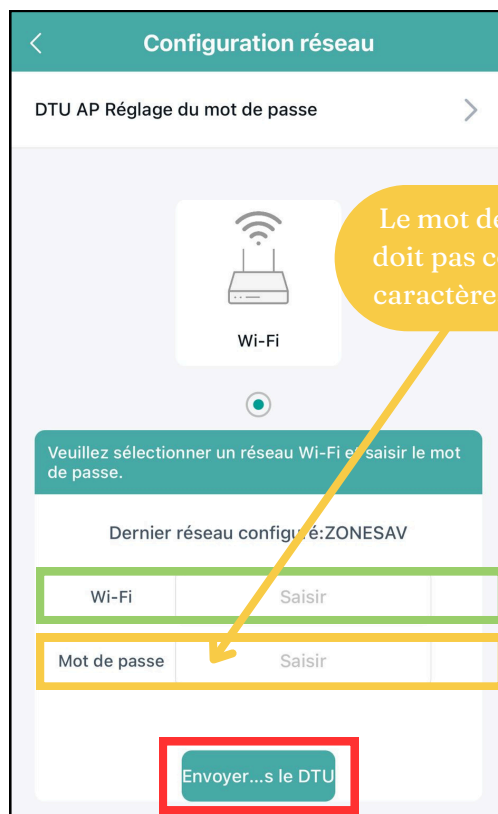 Configuration réseau
DTU AP Réglage du mot de passe
Le mot de
doit pas c
caractère
Wi-Fi
Veuillez sélectionner un réseau Wi-Fi et saisir le mot
de passe.
Dernier réseau configuré:ZONESAV
Wi-Fi Saisir
Mot de passe Saisir
Envoyer...s le DTU